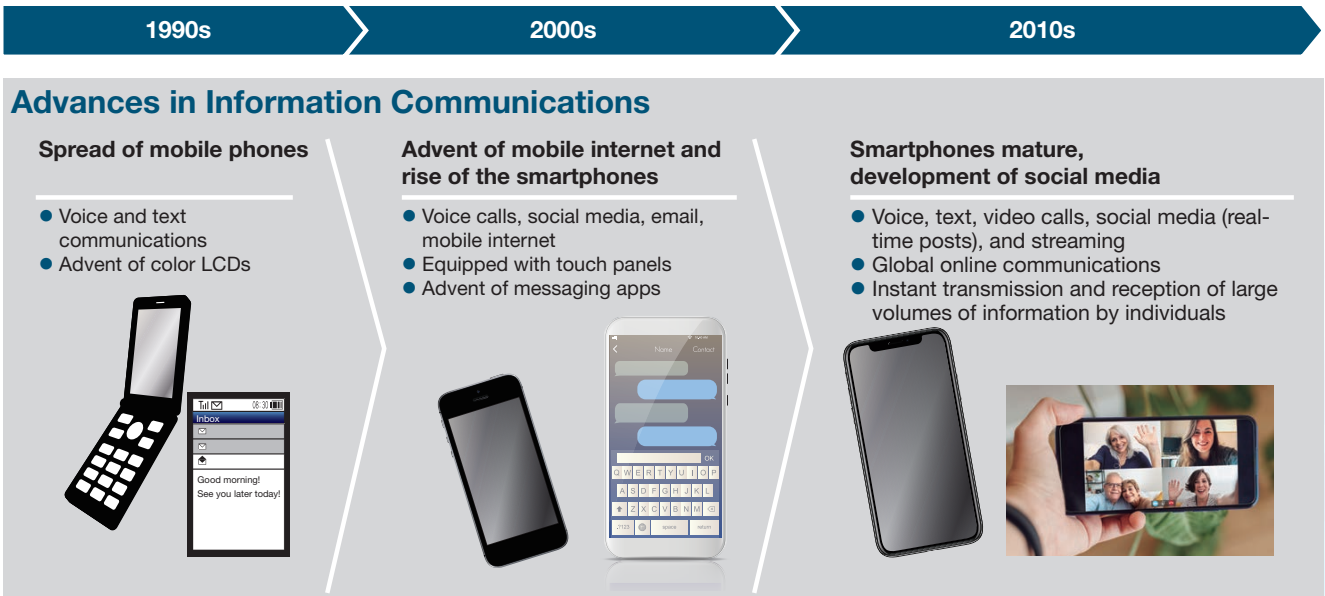 1990s
2000s
2010s
Advances in Information Communications
Spread of mobile phones
● Voice and text
communications
● Advent of color LCDs
06:30
Inbox
Good morning!
See you later today!
Advent of mobile internet and
rise of the smartphones
● Voice calls, social media, email,
mobile internet
● Equipped with touch panels
● Advent of messaging apps
Name
Contact
OK
Q W E R T Y U I O P
A S D F G H J K L
Z X C V B N M
.?123
space
return
Smartphones mature,
development of social media
● Voice, text, video calls, social media (real-
time posts), and streaming
● Global online communications
● Instant transmission and reception of large
volumes of information by individuals